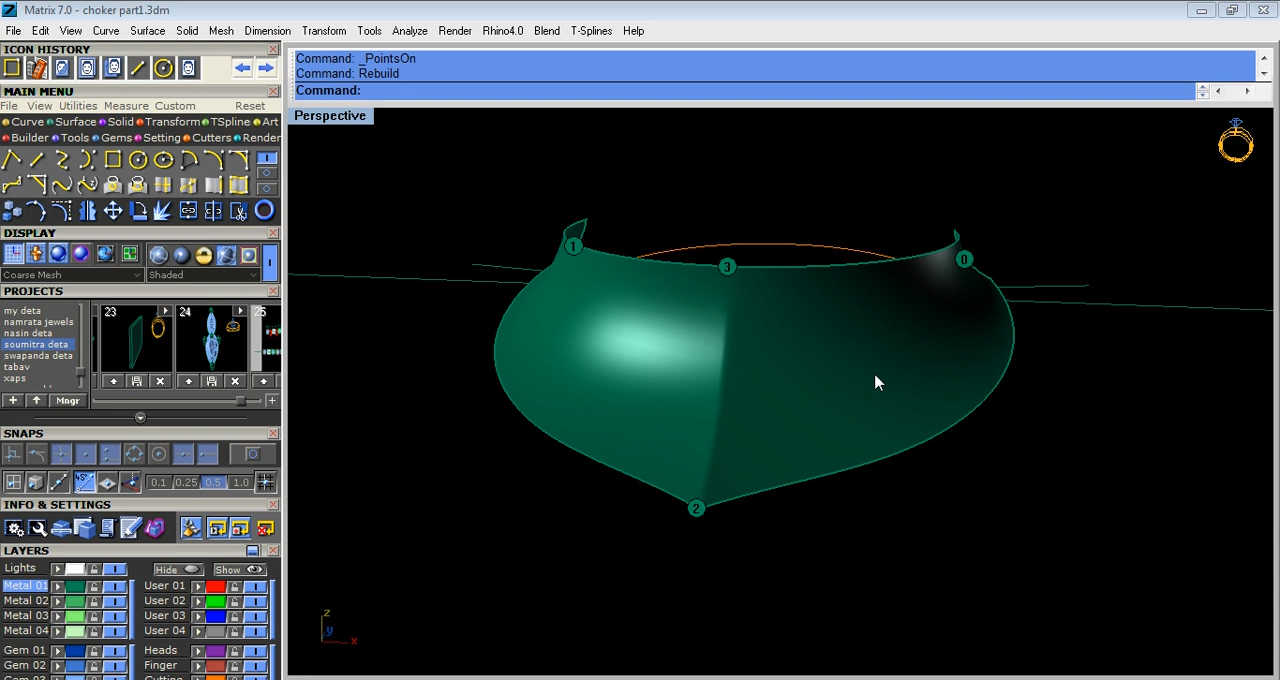 Matrix 7.0 - choker part1.3dm
File Edit View Curve Surface Solid Mesh Dimension Transform Tools Analyze Render Rhino4.0 Blend T-Splines Help
ICON HISTORY
Command: _PointsOn
Command: Rebuild
Command:
MAIN MENU
File View Utilities Measure Custom Reset
Curve Surface Solid Transform TSpline Art
Builder Tools Gems Setting Cutters Render
Perspective
DISPLAY
Coarse Mesh Shaded
PROJECTS
my deta
namrata jewels
nasin deta
soumitra deta
swapanda deta
tabav
xaps
23 24 25
Mngr
SNAPS
45°
0.1 0.25 0.5 1.0
INFO & SETTINGS
LAYERS
Lights Hide Show
Metal 01 User 01
Metal 02 User 02
Metal 03 User 03
Metal 04 User 04
Gem 01 Heads
Gem 02 Finger
Gem 03 Cutting
1
3
0
2
z
y
x